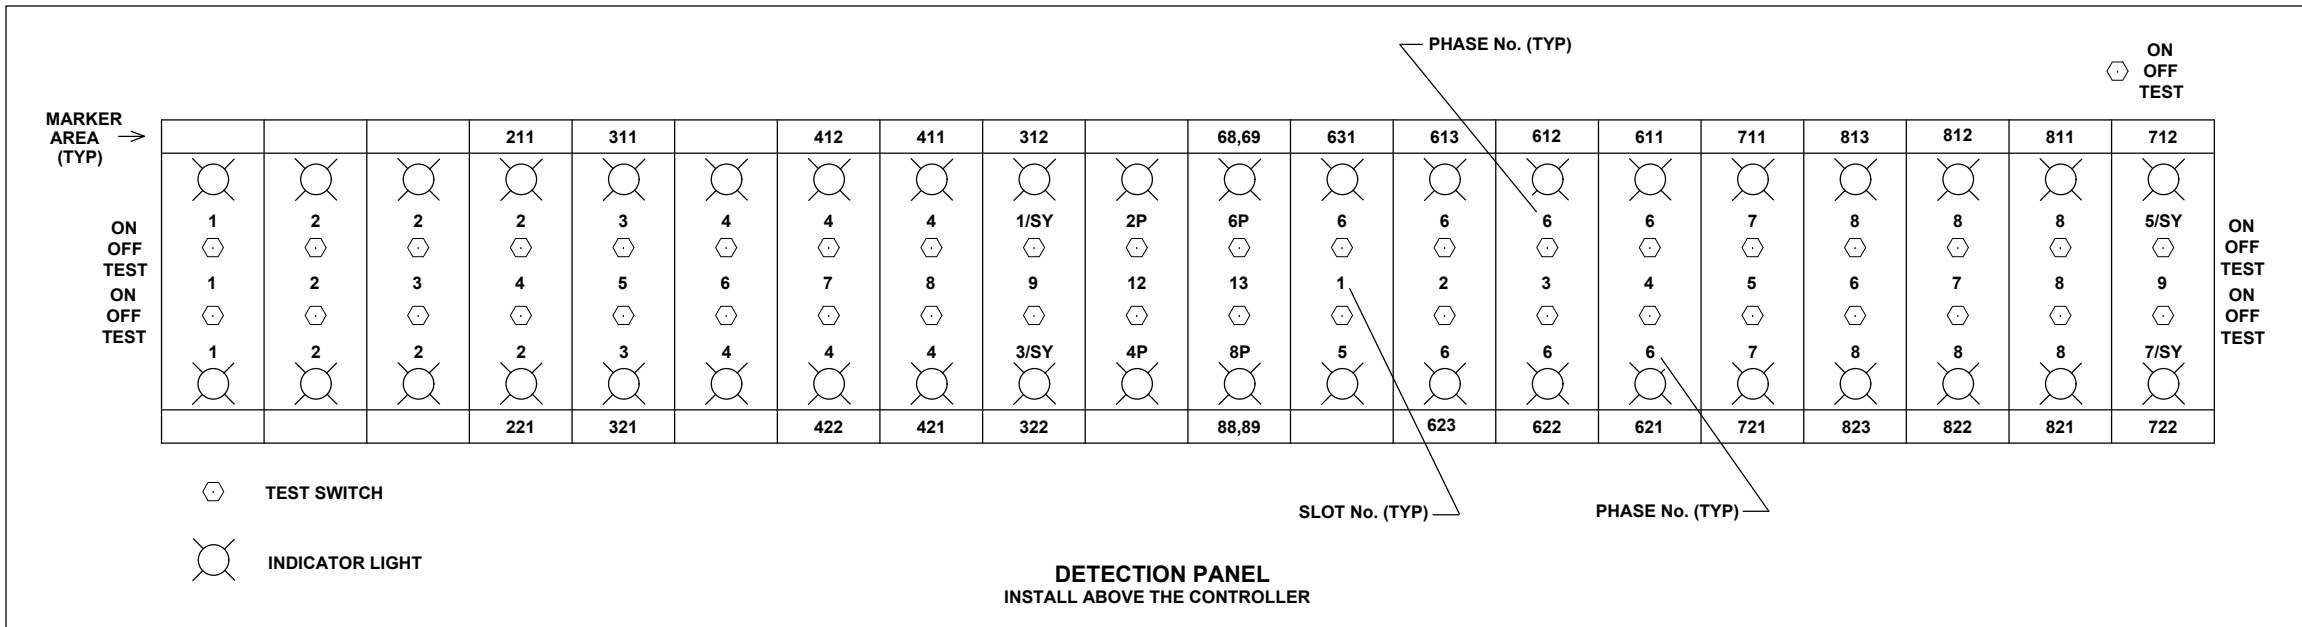 PHASE No. (TYP)
ON
OFF
TEST
MARKER
AREA
(TYP)
211 311 412 411 312 68,69 631 613 612 611 711 813 812 811 712
1 2 2 2 3 4 4 4 1/SY 2P 6P 6 6 6 6 7 8 8 8 5/SY
ON
OFF
TEST
ON
OFF
TEST
1 2 3 4 5 6 7 8 9 12 13 1 2 3 4 5 6 7 8 9
ON
OFF
TEST
ON
OFF
TEST
1 2 2 2 3 4 4 4 3/SY 4P 8P 5 6 6 6 7 8 8 8 7/SY
221 321 422 421 322 88,89 623 622 621 721 823 822 821 722
TEST SWITCH
SLOT No. (TYP)
PHASE No. (TYP)
INDICATOR LIGHT
DETECTION PANEL
INSTALL ABOVE THE CONTROLLER